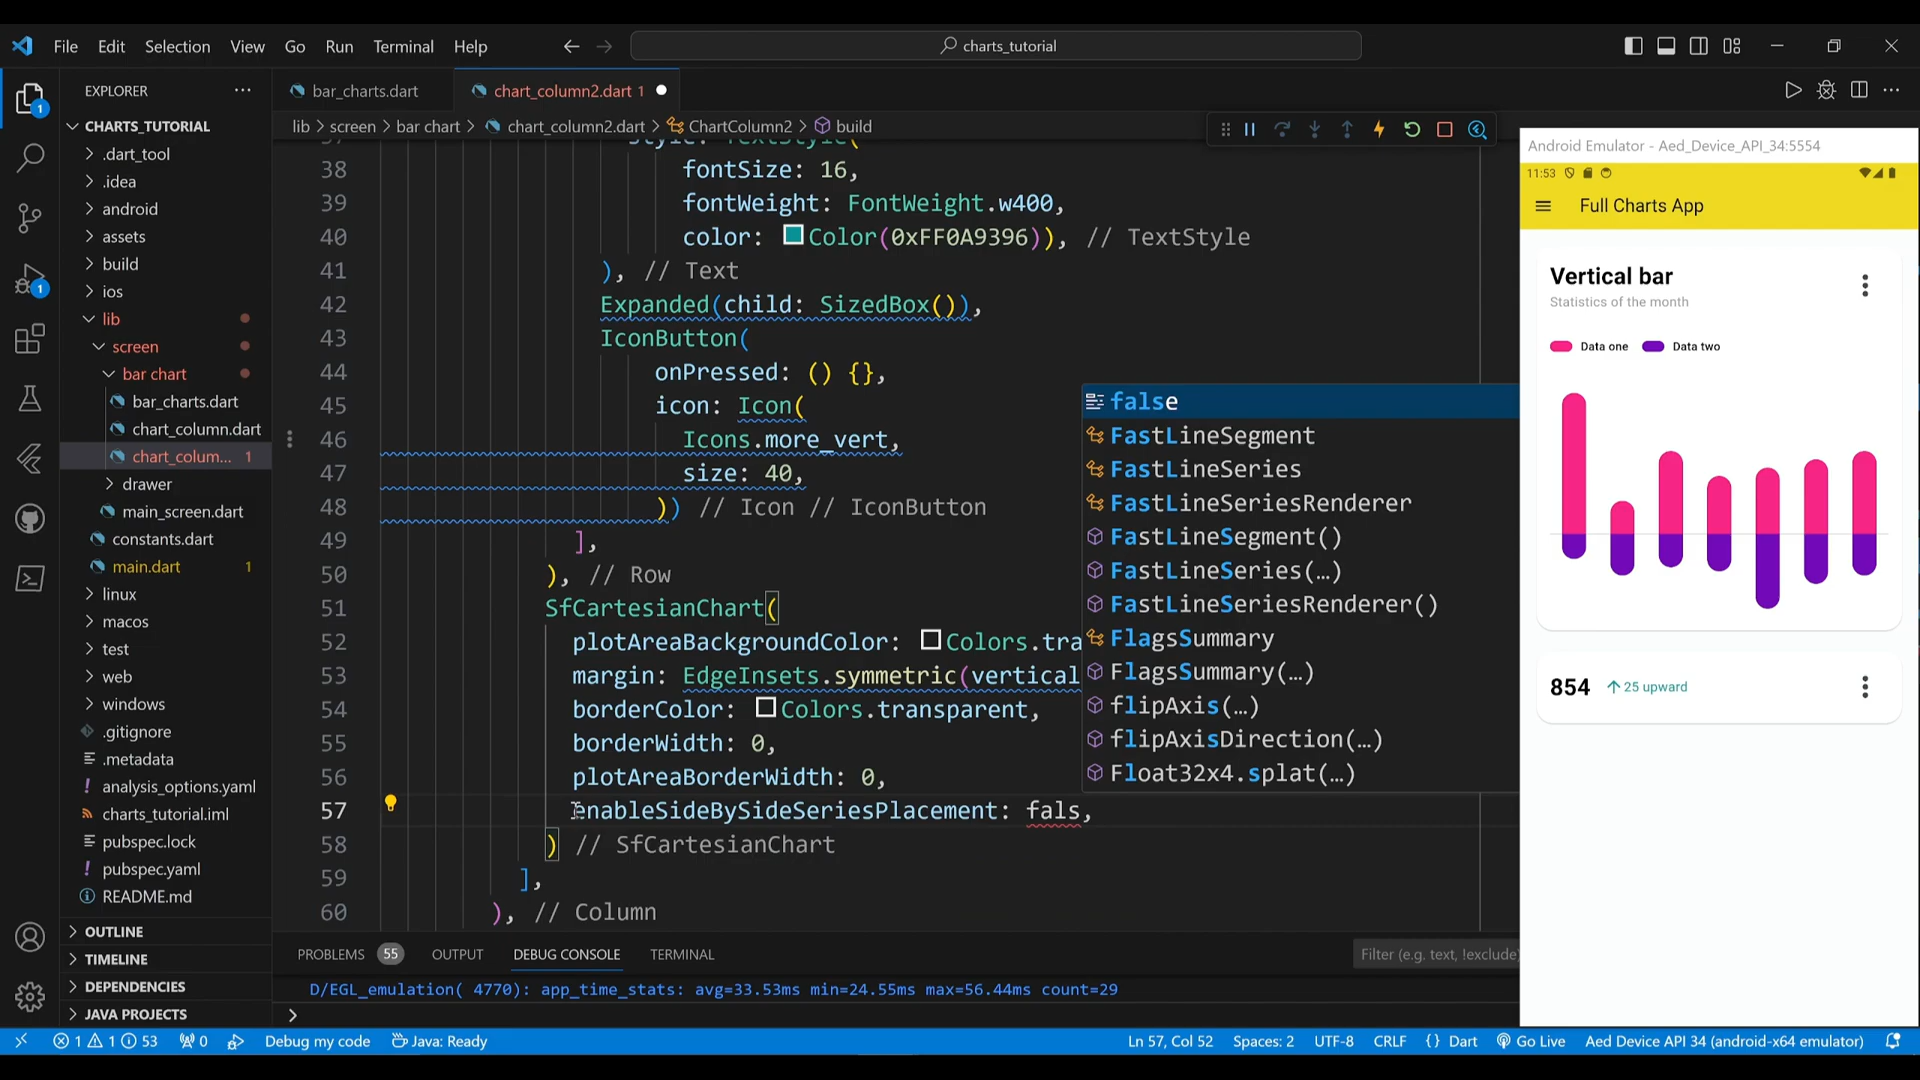 File Edit Selection View Go Run Terminal Help
charts_tutorial
EXPLORER
CHARTS_TUTORIAL
.dart_tool
.idea
android
assets
build
ios
lib
screen
bar chart
bar_charts.dart
chart_column.dart
chart_colum... 1
drawer
main_screen.dart
constants.dart
main.dart 1
linux
macos
test
web
windows
.gitignore
.metadata
analysis_options.yaml
charts_tutorial.iml
pubspec.lock
pubspec.yaml
README.md
OUTLINE
TIMELINE
DEPENDENCIES
JAVA PROJECTS
1
1
bar_charts.dart chart_column2.dart 1
lib > screen > bar chart > chart_column2.dart > ChartColumn2 > build
37 style: TextStyle(
38 fontSize: 16,
39 fontWeight: FontWeight.w400,
40 color: Color(0xFF0A9396)), // TextStyle
41 ), // Text
42 Expanded(child: SizedBox()),
43 IconButton(
44 onPressed: () {},
45 icon: Icon(
46 Icons.more_vert,
47 size: 40,
48 )) // Icon // IconButton
49 ],
50 ), // Row
51 SfCartesianChart(
52 plotAreaBackgroundColor: Colors.tra
53 margin: EdgeInsets.symmetric(vertical
54 borderColor: Colors.transparent,
55 borderWidth: 0,
56 plotAreaBorderWidth: 0,
57 enableSideBySideSeriesPlacement: fals,
58 ) // SfCartesianChart
59 ],
60 ), // Column
false
FastLineSegment
FastLineSeries
FastLineSeriesRenderer
FastLineSegment()
FastLineSeries(…)
FastLineSeriesRenderer()
FlagsSummary
FlagsSummary(…)
flipAxis(…)
flipAxisDirection(…)
Float32x4.splat(…)
PROBLEMS 55 OUTPUT DEBUG CONSOLE TERMINAL
Filter (e.g. text, !exclude)
D/EGL_emulation( 4770): app_time_stats: avg=33.53ms min=24.55ms max=56.44ms count=29
Android Emulator - Aed_Device_API_34:5554
11:53
Full Charts App
Vertical bar
Statistics of the month
Data one Data two
854 25 upward
1 1 53 0 Debug my code Java: Ready
Ln 57, Col 52 Spaces: 2 UTF-8 CRLF {} Dart Go Live Aed Device API 34 (android-x64 emulator)